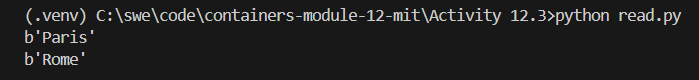 (.venv) C:\swe\code\containers-module-12-mit\Activity 12.3>python read.py
b'Paris'
b'Rome'